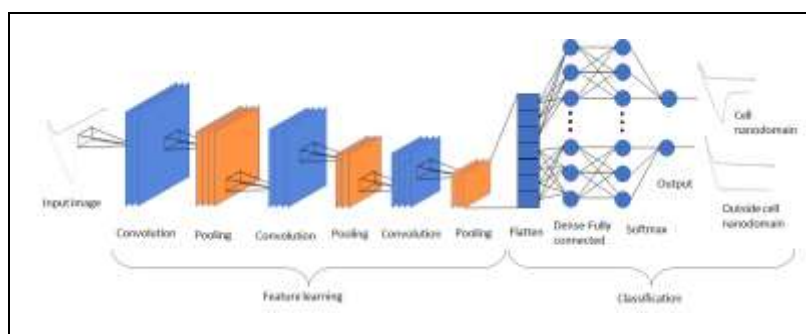 Cell
nanodomain
Input image
Output
Outside cell
nanodomain
Convolution
Pooling
Convolution
Pooling
Convolution
Pooling
Flatten
Dense Fully
connected
Softmax
Feature learning
Classification